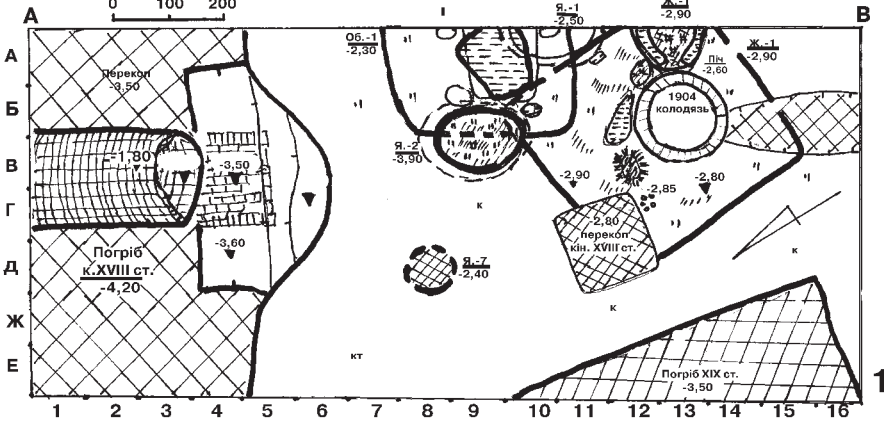 0 100 200
А
В
Я.-1
-2,50
Ж.-1
-2,90
А
Б
В
Г
Д
Ж
Е
Перекоп
-3,50
Об.-1
-2,30
Ж.-1
-2,90
Піч
-2,60
1904
колодязь
-1,80
-3,50
Я.-2
-3,90
-2,90
-2,85
-2,80
к
-2,80
перекоп
кін. XVIII ст.
-3,60
Погріб
к.XVIII ст.
-4,20
Я.-7
-2,40
к
к
кт
Погріб XIX ст.
-3,50
1
1 2 3 4 5 6 7 8 9 10 11 12 13 14 15 16